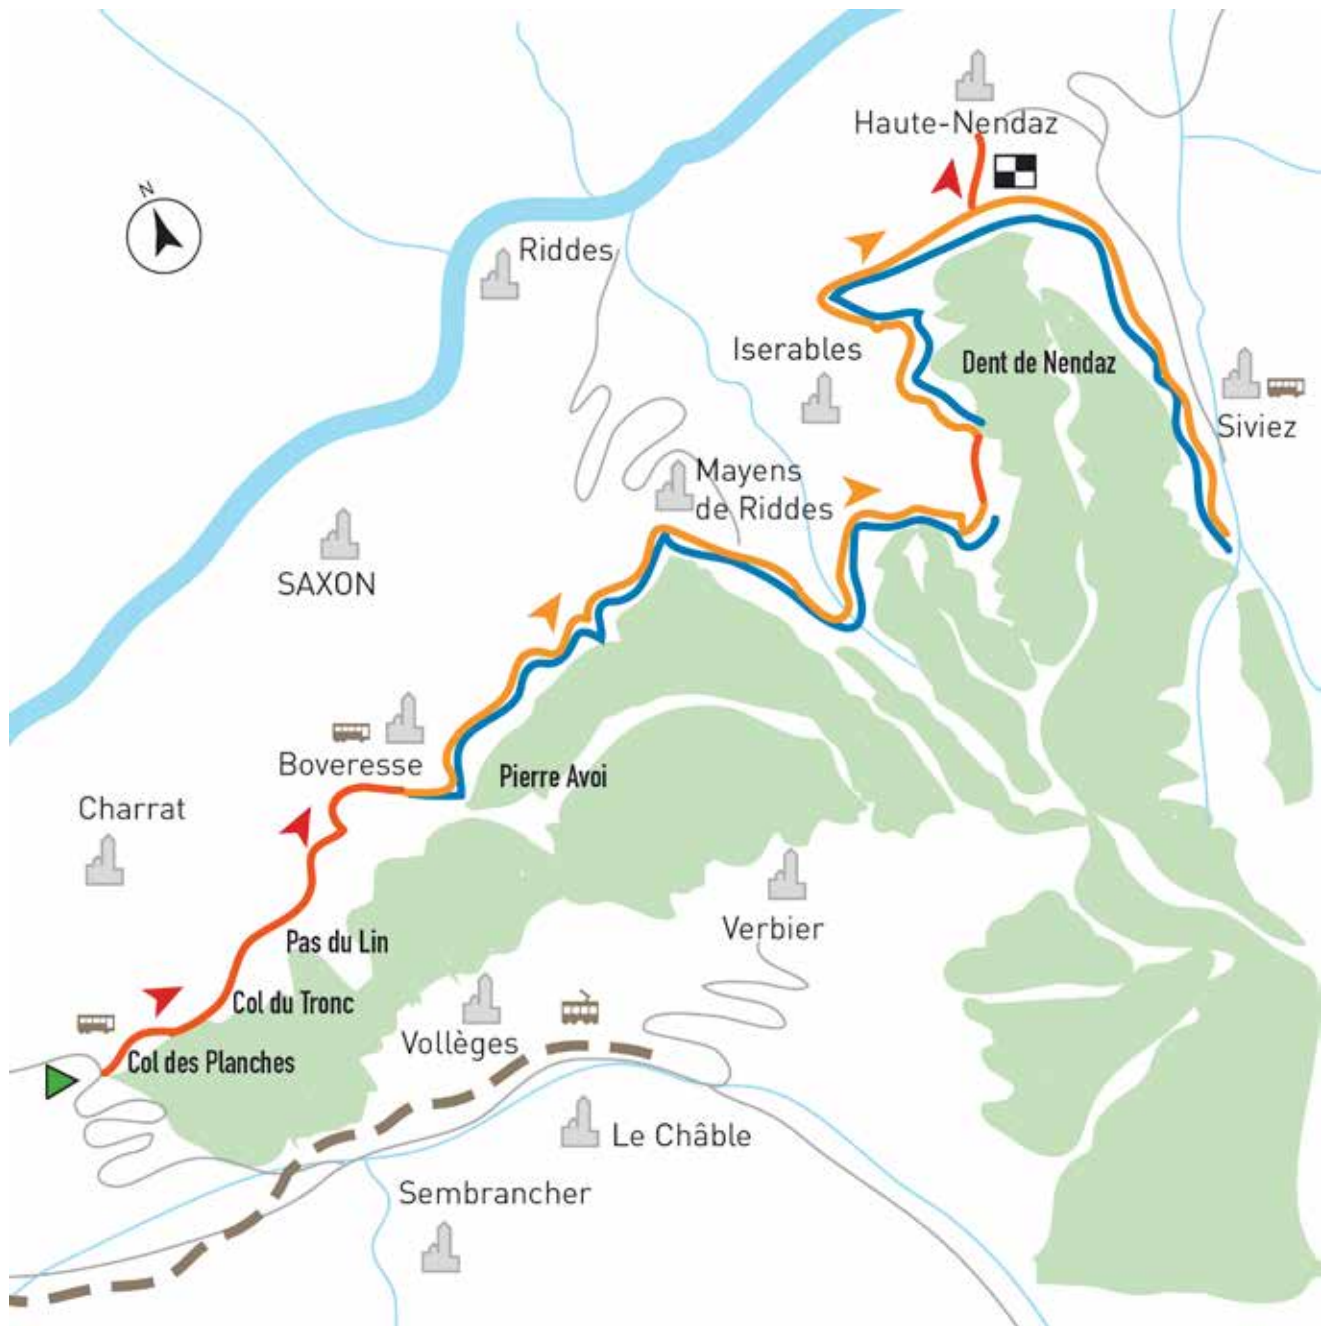 Haute-Nendaz
N
Riddes
Iserables
Dent de Nendaz
Siviez
Mayens
de Riddes
SAXON
Boveresse
Pierre Avoi
Charrat
Verbier
Pas du Lin
Col du Tronc
Vollèges
Col des Planches
Le Châble
Sembrancher